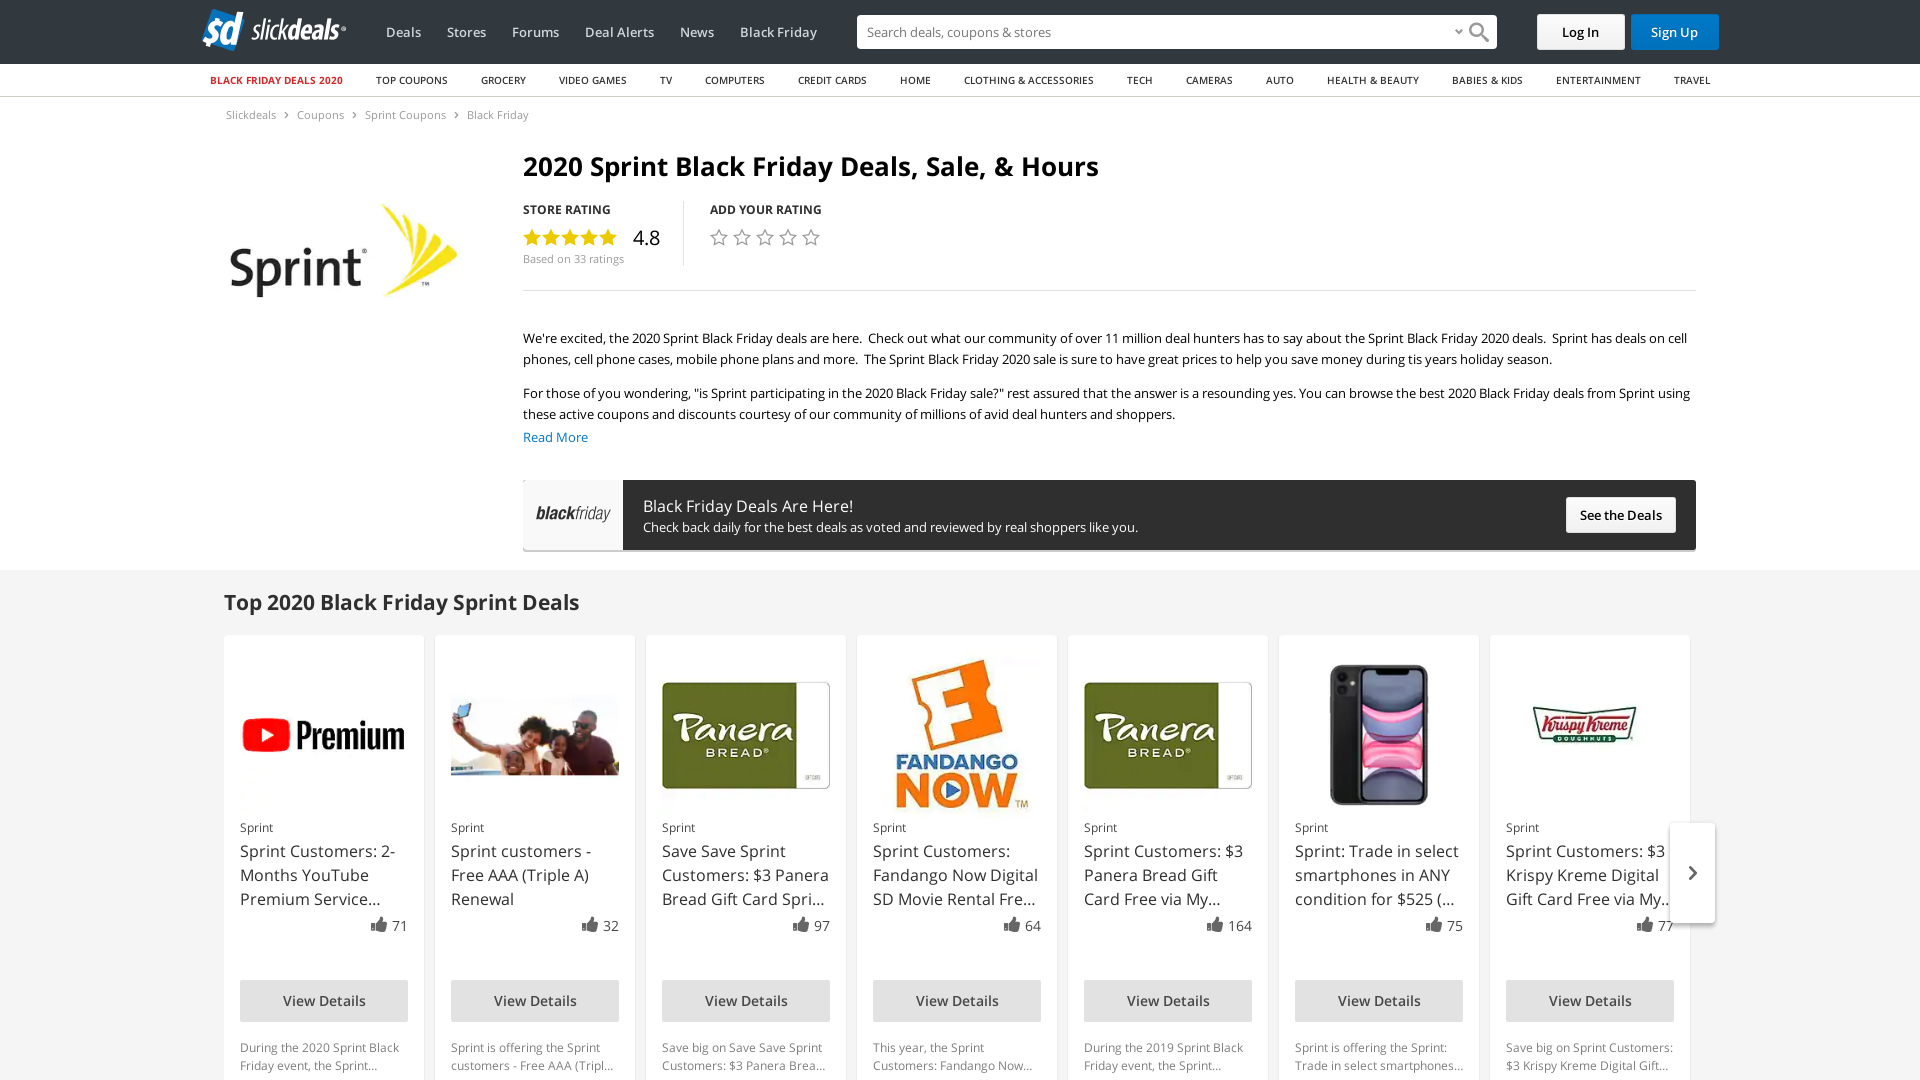 sd slickdeals
Deals
Stores
Forums
Deal Alerts
News
Black Friday
Search deals, coupons & stores
Log In
Sign Up
BLACK FRIDAY DEALS 2020
TOP COUPONS
GROCERY
VIDEO GAMES
TV
COMPUTERS
CREDIT CARDS
HOME
CLOTHING & ACCESSORIES
TECH
CAMERAS
AUTO
HEALTH & BEAUTY
BABIES & KIDS
ENTERTAINMENT
TRAVEL
Slickdeals › Coupons › Sprint Coupons › Black Friday
Sprint® ™
2020 Sprint Black Friday Deals, Sale, & Hours
STORE RATING
4.8
Based on 33 ratings
ADD YOUR RATING
We're excited, the 2020 Sprint Black Friday deals are here.  Check out what our community of over 11 million deal hunters has to say about the Sprint Black Friday 2020 deals.  Sprint has deals on cell
phones, cell phone cases, mobile phone plans and more.  The Sprint Black Friday 2020 sale is sure to have great prices to help you save money during tis years holiday season.
For those of you wondering, "is Sprint participating in the 2020 Black Friday sale?" rest assured that the answer is a resounding yes. You can browse the best 2020 Black Friday deals from Sprint using
these active coupons and discounts courtesy of our community of millions of avid deal hunters and shoppers.
Read More
blackfriday
Black Friday Deals Are Here!
Check back daily for the best deals as voted and reviewed by real shoppers like you.
See the Deals
Top 2020 Black Friday Sprint Deals
Premium
Sprint
Sprint Customers: 2-
Months YouTube
Premium Service...
71
View Details
During the 2020 Sprint Black
Friday event, the Sprint...
Sprint
Sprint customers -
Free AAA (Triple A)
Renewal
32
View Details
Sprint is offering the Sprint
customers - Free AAA (Tripl...
Panera
BREAD®
Sprint
Save Save Sprint
Customers: $3 Panera
Bread Gift Card Spri...
97
View Details
Save big on Save Save Sprint
Customers: $3 Panera Brea...
FANDANGO
NOW™
Sprint
Sprint Customers:
Fandango Now Digital
SD Movie Rental Fre...
64
View Details
This year, the Sprint
Customers: Fandango Now...
Panera
BREAD®
Sprint
Sprint Customers: $3
Panera Bread Gift
Card Free via My...
164
View Details
During the 2019 Sprint Black
Friday event, the Sprint...
Sprint
Sprint: Trade in select
smartphones in ANY
condition for $525 (...
75
View Details
Sprint is offering the Sprint:
Trade in select smartphones...
Krispy Kreme
DOUGHNUTS
Sprint
Sprint Customers: $3
Krispy Kreme Digital
Gift Card Free via My...
77
View Details
Save big on Sprint Customers:
$3 Krispy Kreme Digital Gift...